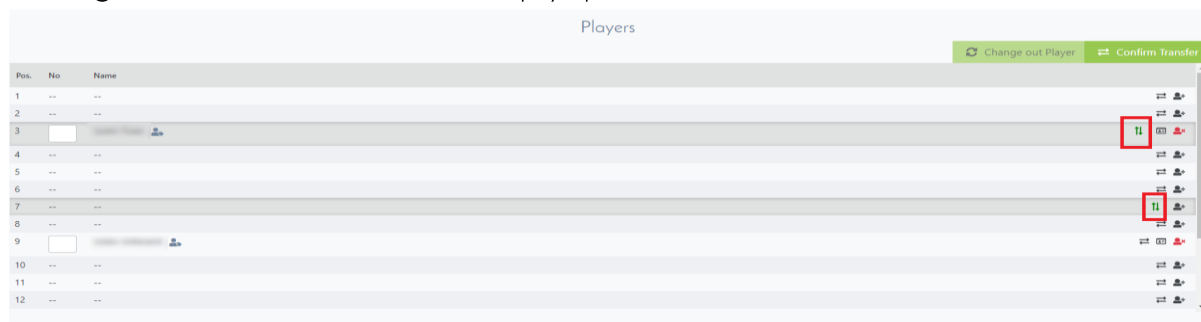 Players
Change out Player Confirm Transfer
Pos. No Name
1 -- --
2 -- --
3
4 -- --
5 -- --
6 -- --
7 -- --
8 -- --
9
10 -- --
11 -- --
12 -- --